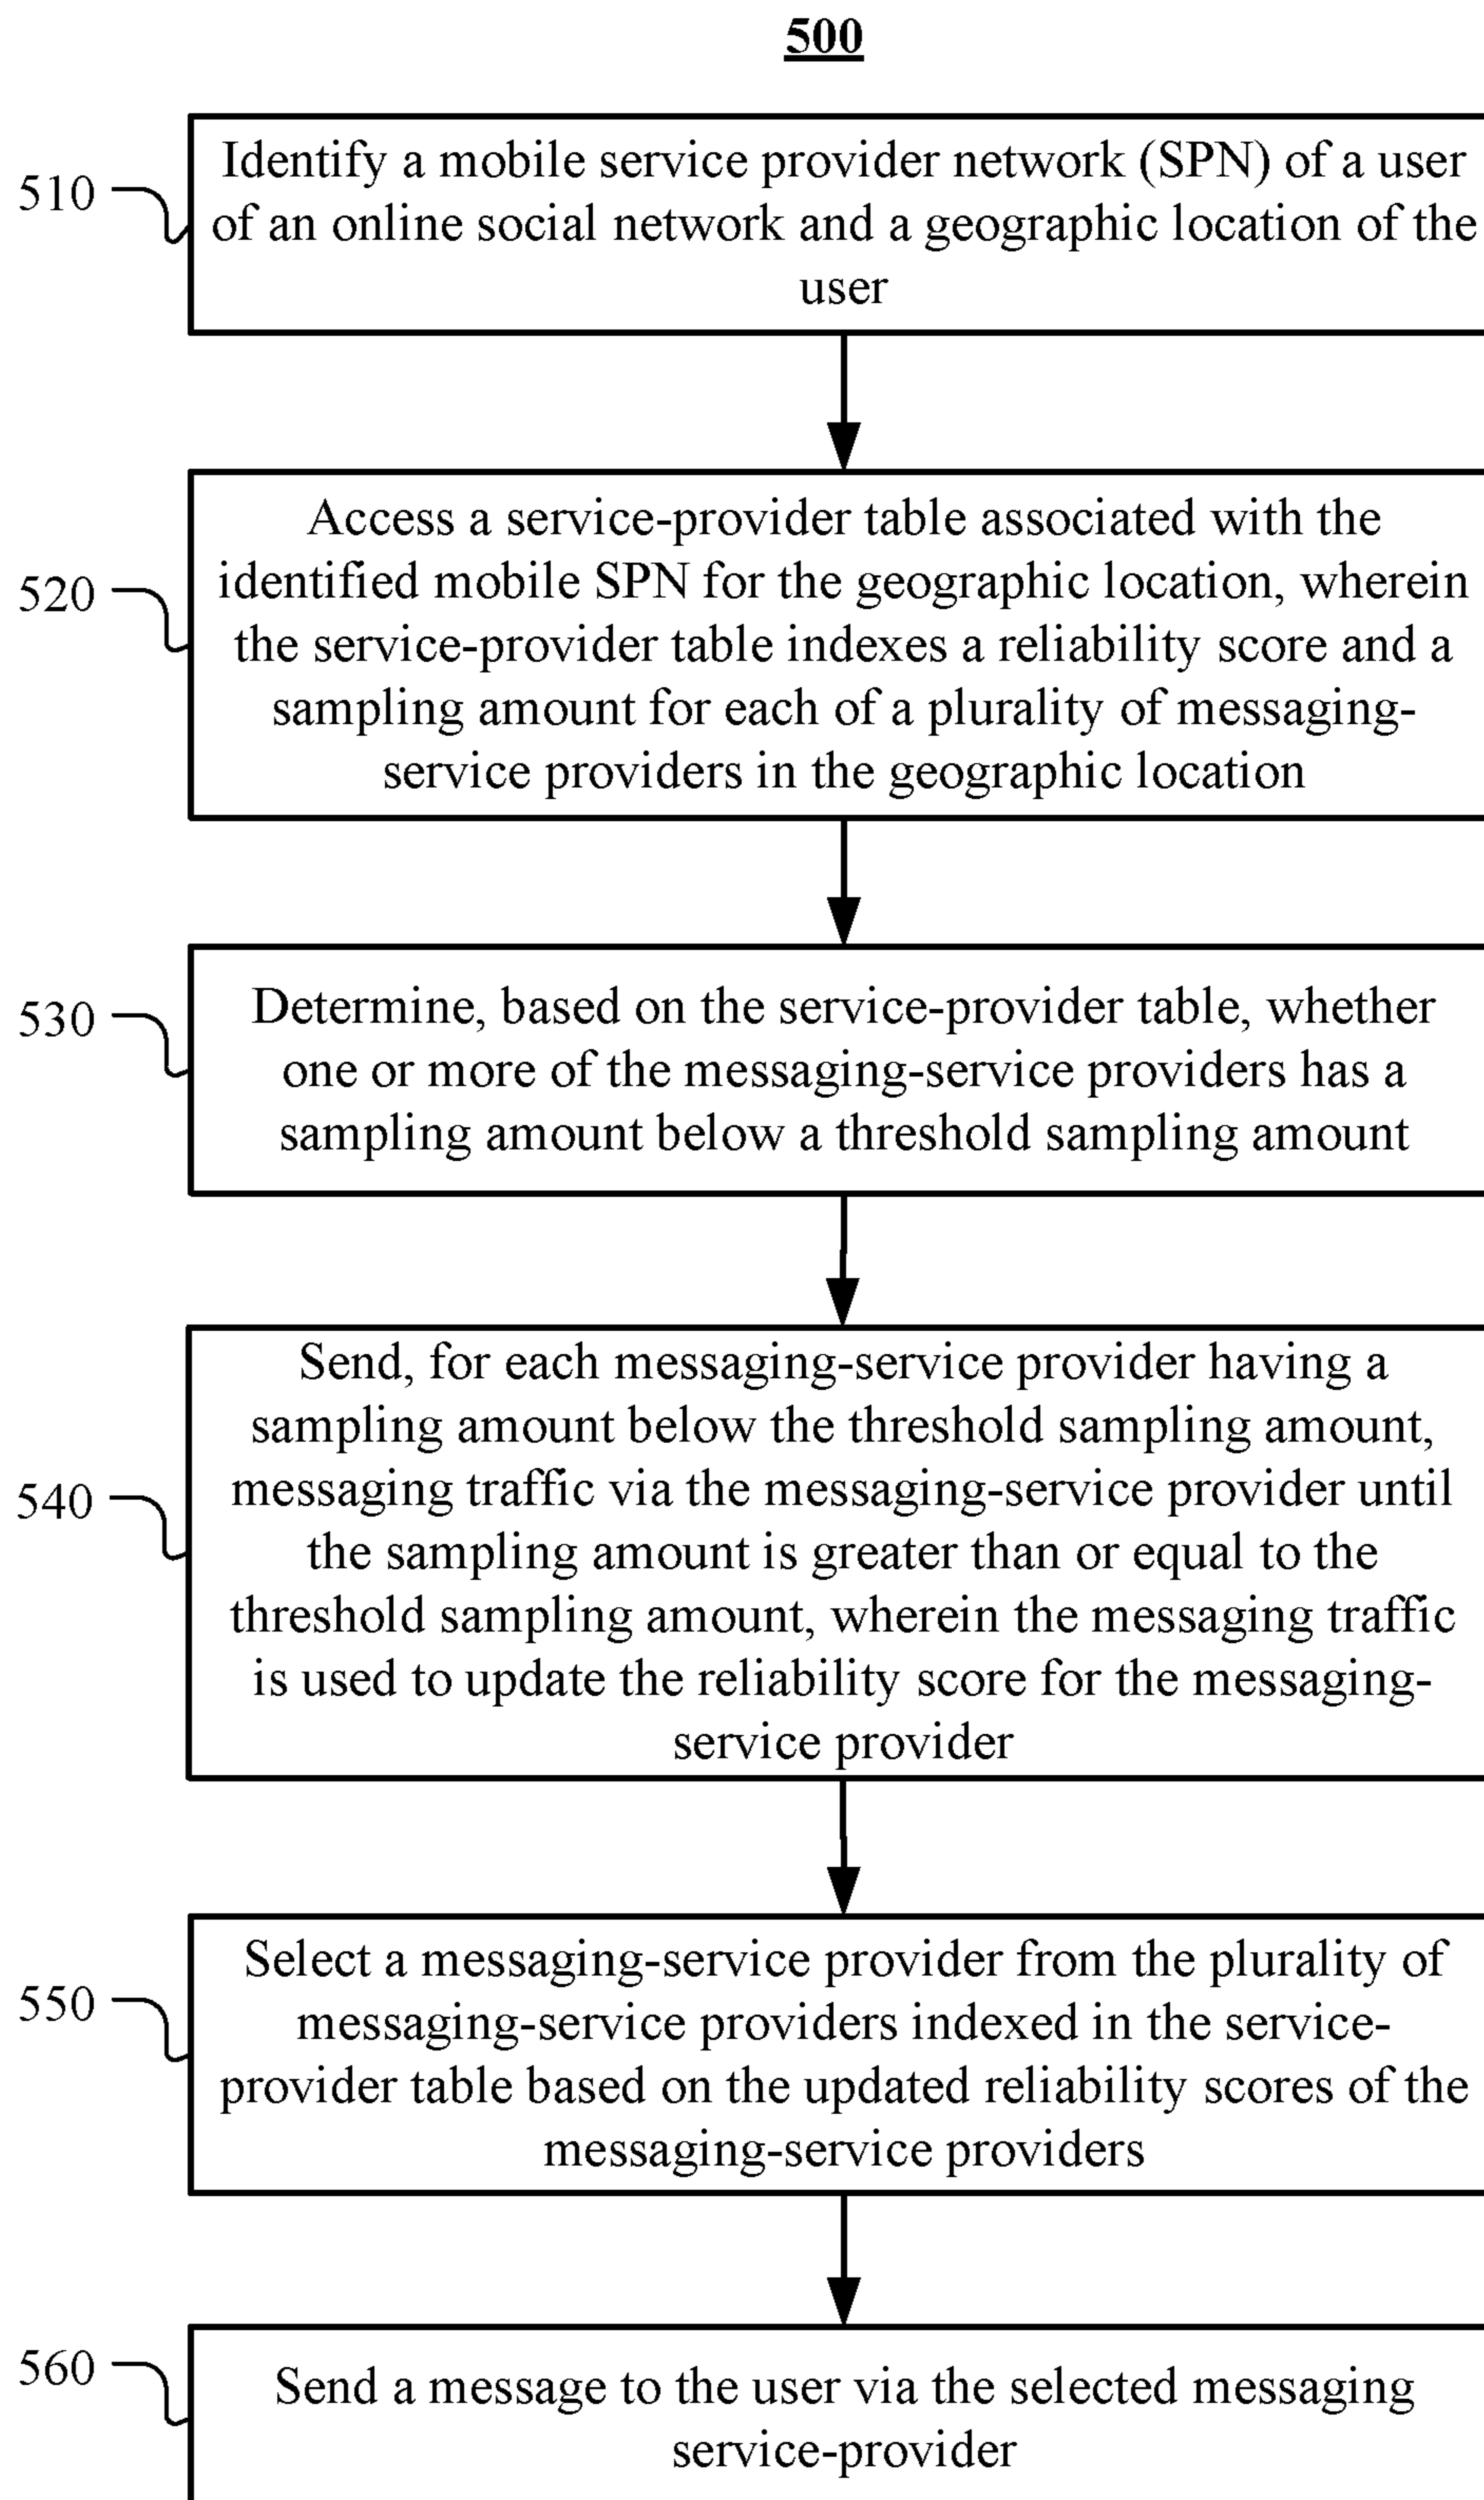 500
510
Identify a mobile service provider network (SPN) of a user
of an online social network and a geographic location of the
user
520
Access a service-provider table associated with the
identified mobile SPN for the geographic location, wherein
the service-provider table indexes a reliability score and a
sampling amount for each of a plurality of messaging-
service providers in the geographic location
530
Determine, based on the service-provider table, whether
one or more of the messaging-service providers has a
sampling amount below a threshold sampling amount
540
Send, for each messaging-service provider having a
sampling amount below the threshold sampling amount,
messaging traffic via the messaging-service provider until
the sampling amount is greater than or equal to the
threshold sampling amount, wherein the messaging traffic
is used to update the reliability score for the messaging-
service provider
550
Select a messaging-service provider from the plurality of
messaging-service providers indexed in the service-
provider table based on the updated reliability scores of the
messaging-service providers
560
Send a message to the user via the selected messaging
service-provider